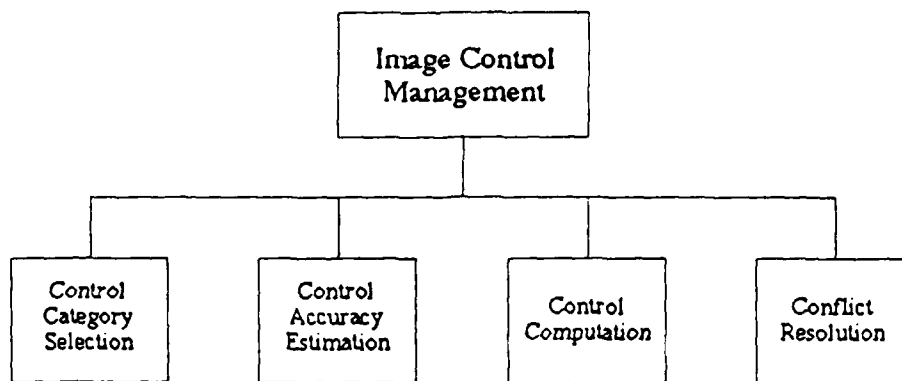 Image Control
Management
Control
Category
Selection
Control
Accuracy
Estimation
Control
Computation
Conflict
Resolution